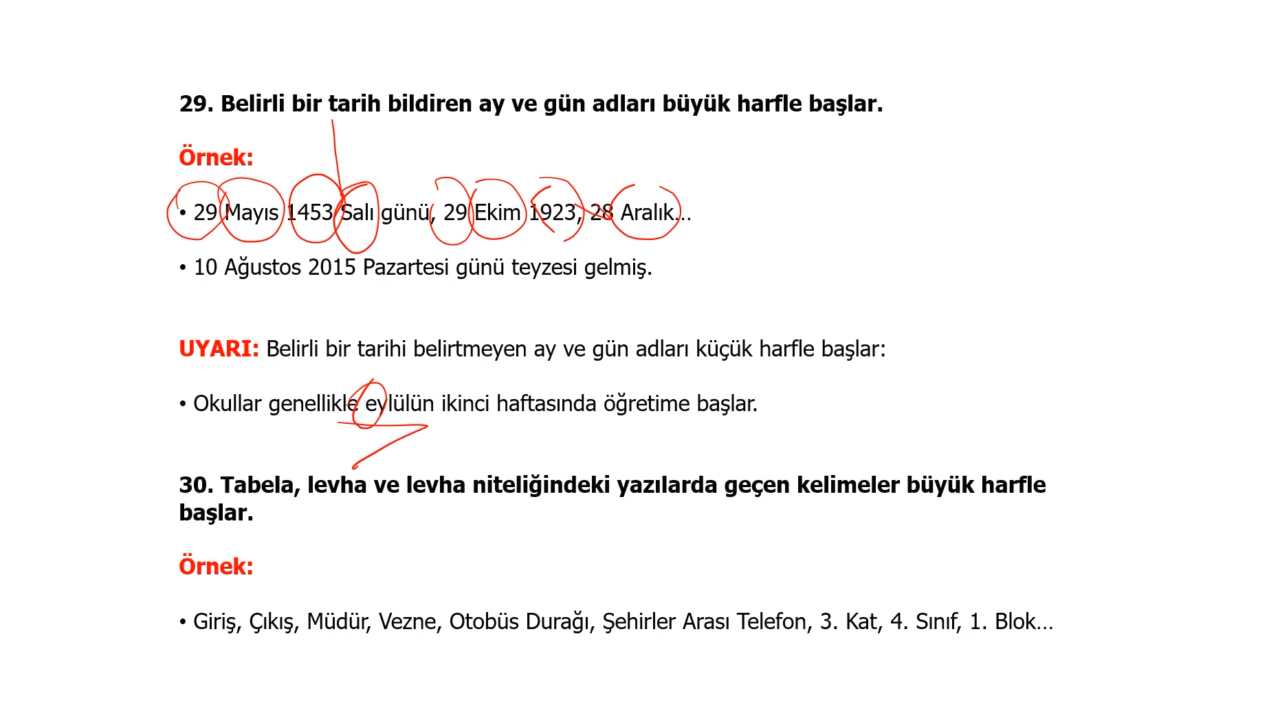 29. Belirli bir tarih bildiren ay ve gün adları büyük harfle başlar.
Örnek:
• 29 Mayıs 1453 Salı günü, 29 Ekim 1923, 28 Aralık…
• 10 Ağustos 2015 Pazartesi günü teyzesi gelmiş.
UYARI: Belirli bir tarihi belirtmeyen ay ve gün adları küçük harfle başlar:
• Okullar genellikle eylülün ikinci haftasında öğretime başlar.
30. Tabela, levha ve levha niteliğindeki yazılarda geçen kelimeler büyük harfle
başlar.
Örnek:
• Giriş, Çıkış, Müdür, Vezne, Otobüs Durağı, Şehirler Arası Telefon, 3. Kat, 4. Sınıf, 1. Blok…